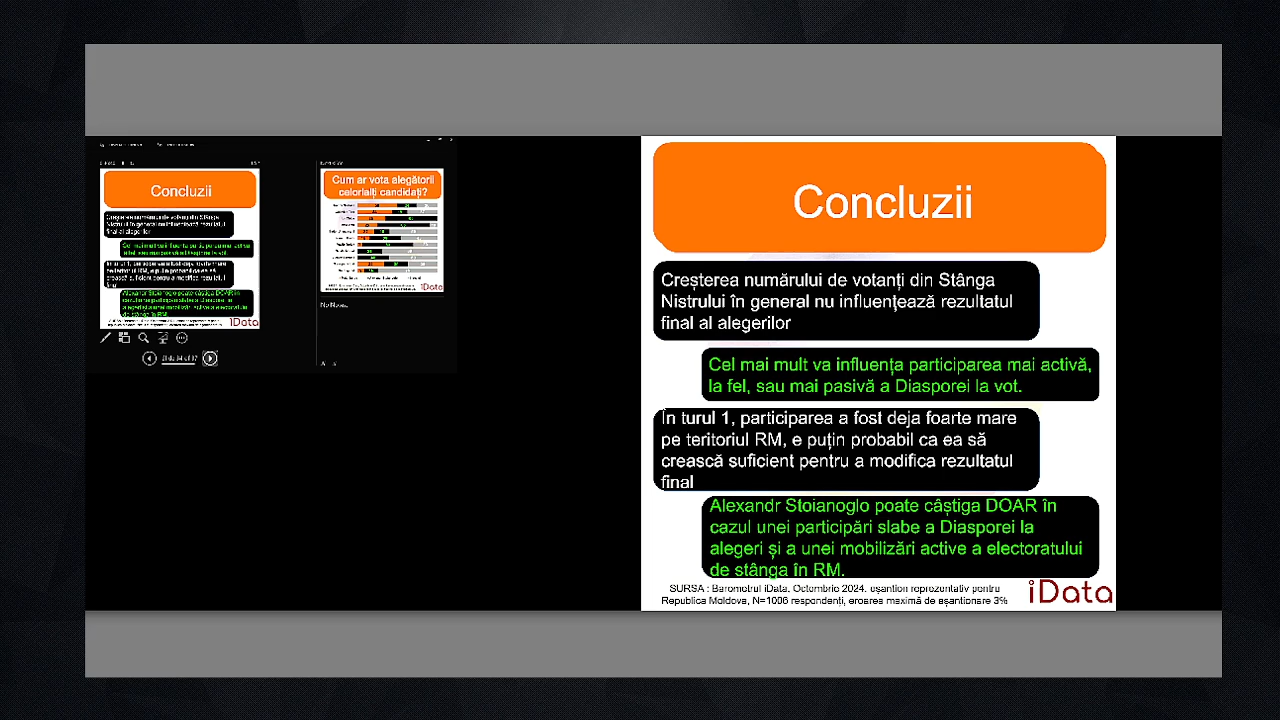 Concluzii
Cum ar vota alegătorii
celorlalți candidați?
iData
iData
Concluzii
Creșterea numărului de votanți din Stânga
Nistrului în general nu influențează rezultatul
final al alegerilor
Cel mai mult va influența participarea mai activă,
la fel, sau mai pasivă a Diasporei la vot.
În turul 1, participarea a fost deja foarte mare
pe teritoriul RM, e puțin probabil ca ea să
crească suficient pentru a modifica rezultatul
final
Alexandr Stoianoglo poate câștiga DOAR în
cazul unei participări slabe a Diasporei la
alegeri și a unei mobilizări active a electoratului
de stânga în RM.
SURSA : Barometrul iData. Octombrie 2024. eșantion reprezentativ pentru
Republica Moldova, N=1006 respondenți, eroarea maximă de eșantionare 3%
iData